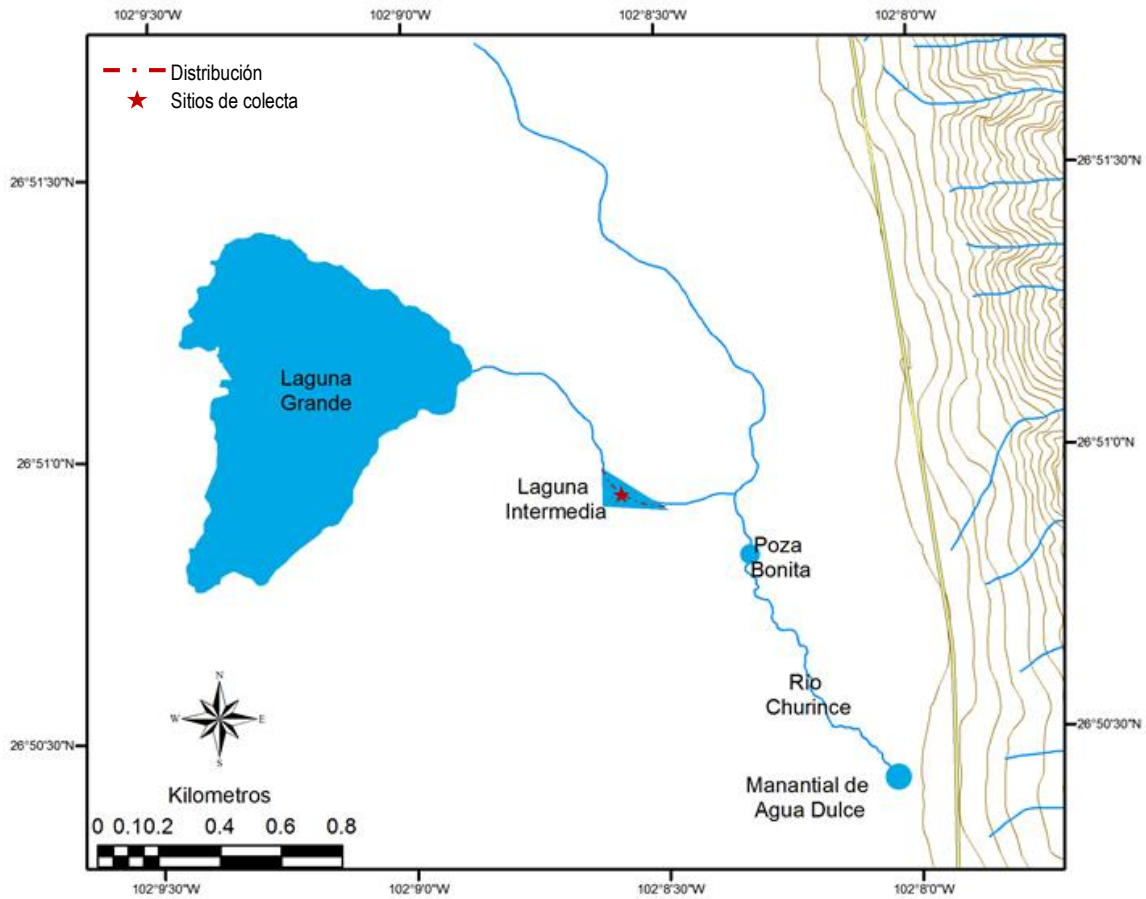 102°9'30"W 102°9'0"W 102°8'30"W 102°8'0"W
Distribución
Sitios de colecta
26°51'30"N 26°51'30"N
Laguna
Grande
26°51'0"N 26°51'0"N
Laguna
Intermedia
Poza
Bonita
Río
Churince
N
W E
S
26°50'30"N 26°50'30"N
Manantial de
Agua Dulce
Kilometros
0 0.10.2 0.4 0.6 0.8
102°9'30"W 102°9'0"W 102°8'30"W 102°8'0"W